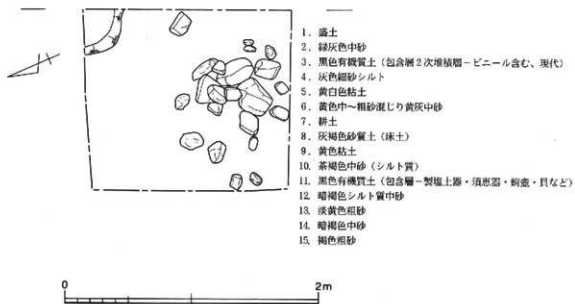 1. 盛土
2. 緑灰色中砂
3. 黒色有機質土（包含層2次堆積層－ビニール含む、現代）
4. 灰色細砂シルト
5. 黄白色粘土
6. 黄色中～粗砂混じり黄灰中砂
7. 耕土
8. 灰褐色砂質土（床土）
9. 黄色粘土
10. 茶褐色中砂（シルト質）
11. 黒色有機質土（包含層－製塩土器・須恵器・蛸壺・貝など）
12. 暗褐色シルト質中砂
13. 淡黄色粗砂
14. 暗褐色中砂
15. 褐色粗砂
0 2m